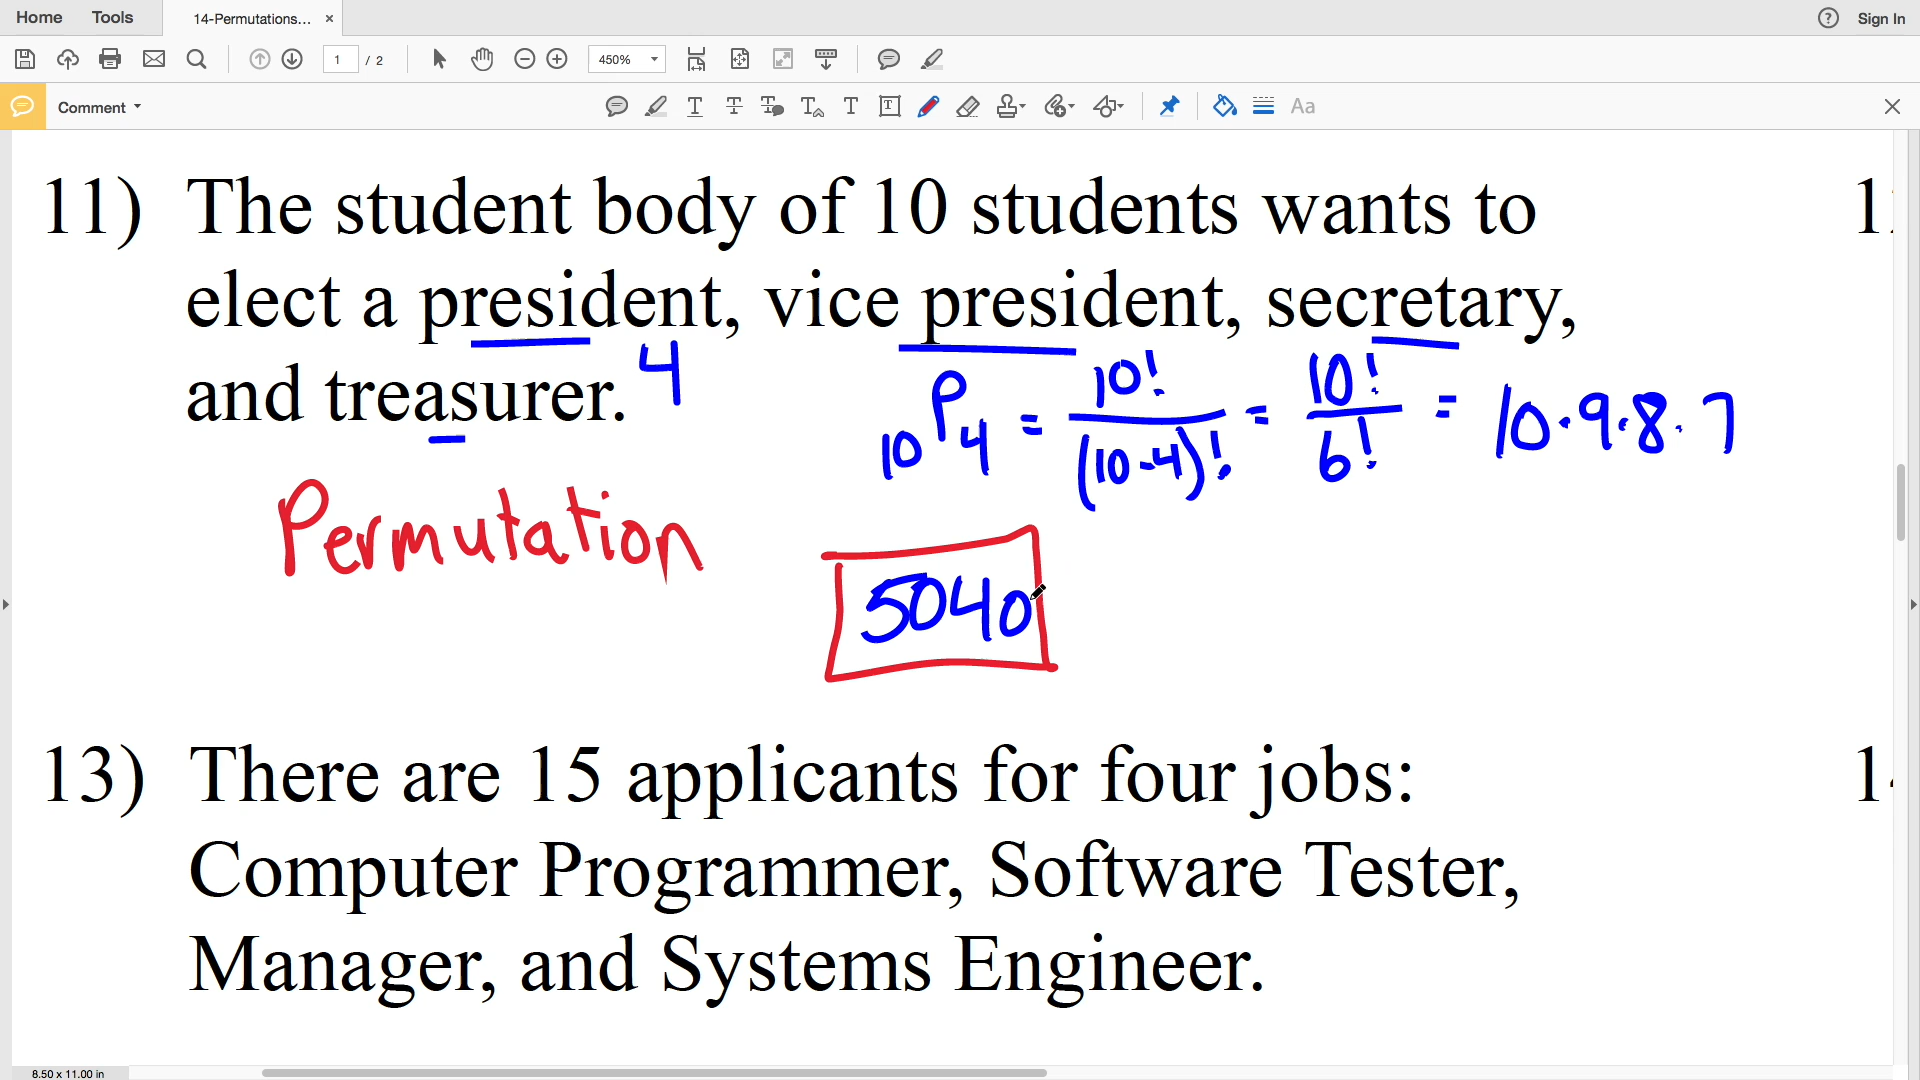 Home Tools 14-Permutations... × Sign In
1 / 2 450%
Comment Aa
11) The student body of 10 students wants to
elect a president, vice president, secretary,
and treasurer. 4
10P4 = 10!/(10-4)! = 10!/6! = 10·9·8·7
Permutation
5040
13) There are 15 applicants for four jobs:
Computer Programmer, Software Tester,
Manager, and Systems Engineer.
8.50 x 11.00 in